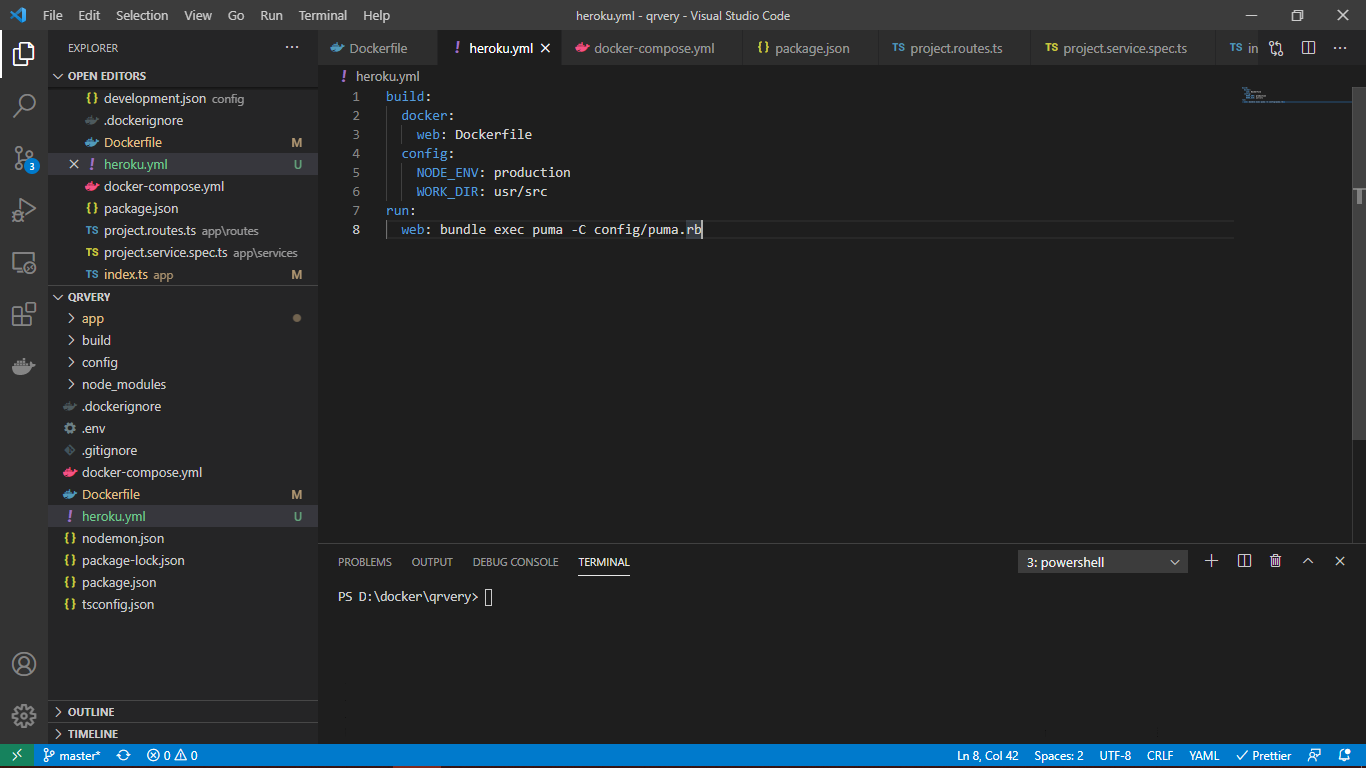 File Edit Selection View Go Run Terminal Help heroku.yml - qrvery - Visual Studio Code
EXPLORER ···
Dockerfile ! heroku.yml docker-compose.yml {} package.json TS project.routes.ts TS project.service.spec.ts TS in ···
OPEN EDITORS
{} development.json config
.dockerignore
Dockerfile M
! heroku.yml U
docker-compose.yml
{} package.json
TS project.routes.ts app\routes
TS project.service.spec.ts app\services
TS index.ts app M
3
QRVERY
app
build
config
node_modules
.dockerignore
.env
.gitignore
docker-compose.yml
Dockerfile M
! heroku.yml U
{} nodemon.json
{} package-lock.json
{} package.json
{} tsconfig.json
OUTLINE
TIMELINE
! heroku.yml
1 build:
2 docker:
3 web: Dockerfile
4 config:
5 NODE_ENV: production
6 WORK_DIR: usr/src
7 run:
8 web: bundle exec puma -C config/puma.rb
PROBLEMS OUTPUT DEBUG CONSOLE TERMINAL 3: powershell
PS D:\docker\qrvery>
master* 0 0 Ln 8, Col 42 Spaces: 2 UTF-8 CRLF YAML Prettier